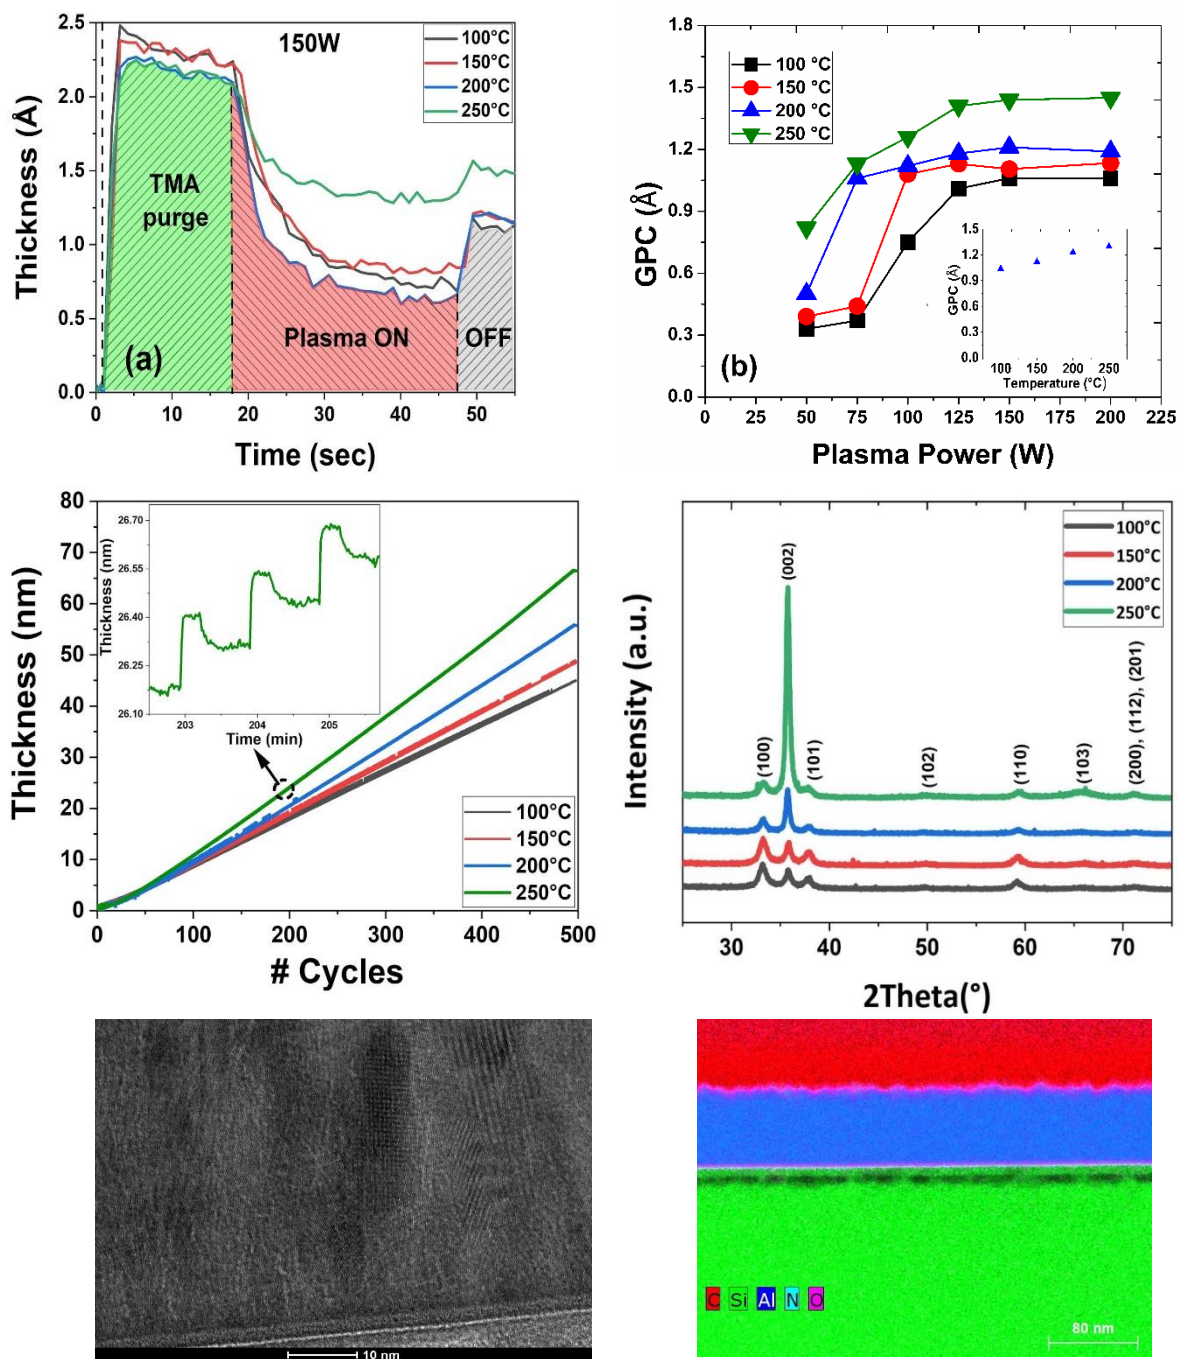 150W
100°C
150°C
200°C
250°C
Thickness (Å)
2.5
2.0
1.5
1.0
0.5
0.0
TMA
purge
Plasma ON
OFF
(a)
0
10
20
30
40
50
Time (sec)
GPC (Å)
1.8
1.5
1.2
0.9
0.6
0.3
0.0
100 °C
150 °C
200 °C
250 °C
(b)
GPC (Å)
1.5
1.2
0.9
0.6
0.3
0.0
100 150 200 250
Temperature (°C)
0 25 50 75 100 125 150 175 200 225
Plasma Power (W)
Thickness (nm)
80
70
60
50
40
30
20
10
0
Thickness (nm)
26.70
26.55
26.40
26.25
26.10
203 204 205
Time (min)
100°C
150°C
200°C
250°C
0 100 200 300 400 500
# Cycles
Intensity (a.u.)
(100)
(002)
(101)
(102)
(110)
(103)
(200), (112), (201)
100°C
150°C
200°C
250°C
30 40 50 60 70
2Theta(°)
10 nm
C Si Al N O
80 nm